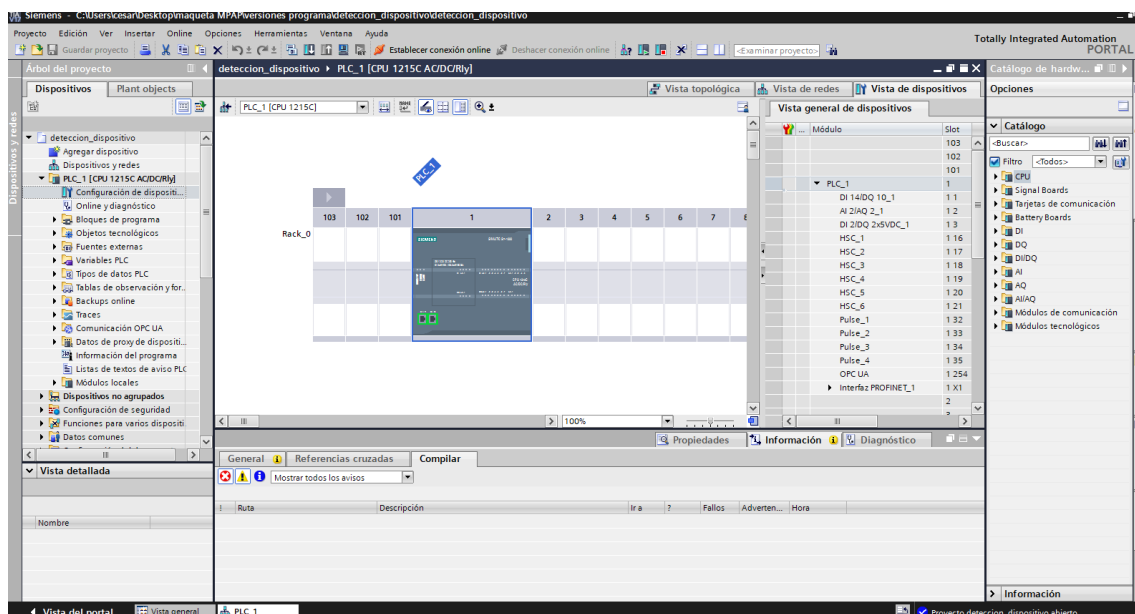 Siemens - C:\Users\cesar\Desktop\maqueta MPAP\versiones programa\deteccion_dispositivo\deteccion_dispositivo
Proyecto Edición Ver Insertar Online Opciones Herramientas Ventana Ayuda
Totally Integrated Automation
PORTAL
Guardar proyecto Establecer conexión online Deshacer conexión online <Examinar proyecto>
Árbol del proyecto
Dispositivos Plant objects
Dispositivos y redes
deteccion_dispositivo
Agregar dispositivo
Dispositivos y redes
PLC_1 [CPU 1215C AC/DC/Rly]
Configuración de dispositi...
Online y diagnóstico
Bloques de programa
Objetos tecnológicos
Fuentes externas
Variables PLC
Tipos de datos PLC
Tablas de observación y for..
Backups online
Traces
Comunicación OPC UA
Datos de proxy de dispositi...
Información del programa
Listas de textos de aviso PLC
Módulos locales
Dispositivos no agrupados
Configuración de seguridad
Funciones para varios dispositi
Datos comunes
Vista detallada
Nombre
deteccion_dispositivo PLC_1 [CPU 1215C AC/DC/Rly]
Vista topológica Vista de redes Vista de dispositivos
PLC_1 [CPU 1215C]
PLC_1
103 102 101 1 2 3 4 5 6 7
Rack_0
SIEMENS
100%
Vista general de dispositivos
... Módulo Slot
103
102
101
PLC_1 1
DI 14/DQ 10_1 1 1
AI 2/AQ 2_1 1 2
DI 2/DQ 2x5VDC_1 1 3
HSC_1 1 16
HSC_2 1 17
HSC_3 1 18
HSC_4 1 19
HSC_5 1 20
HSC_6 1 21
Pulse_1 1 32
Pulse_2 1 33
Pulse_3 1 34
Pulse_4 1 35
OPC UA 1 254
Interfaz PROFINET_1 1 X1
2
Propiedades Información Diagnóstico
General Referencias cruzadas Compilar
Mostrar todos los avisos
! Ruta Descripción Ir a ? Fallos Adverten... Hora
Catálogo de hardw...
Opciones
Catálogo
<Buscar>
Filtro <Todos>
CPU
Signal Boards
Tarjetas de comunicación
Battery Boards
DI
DQ
DI/DQ
AI
AQ
AI/AQ
Módulos de comunicación
Módulos tecnológicos
Información
Vista del portal Vista general PLC_1
Proyecto deteccion_dispositivo abierto